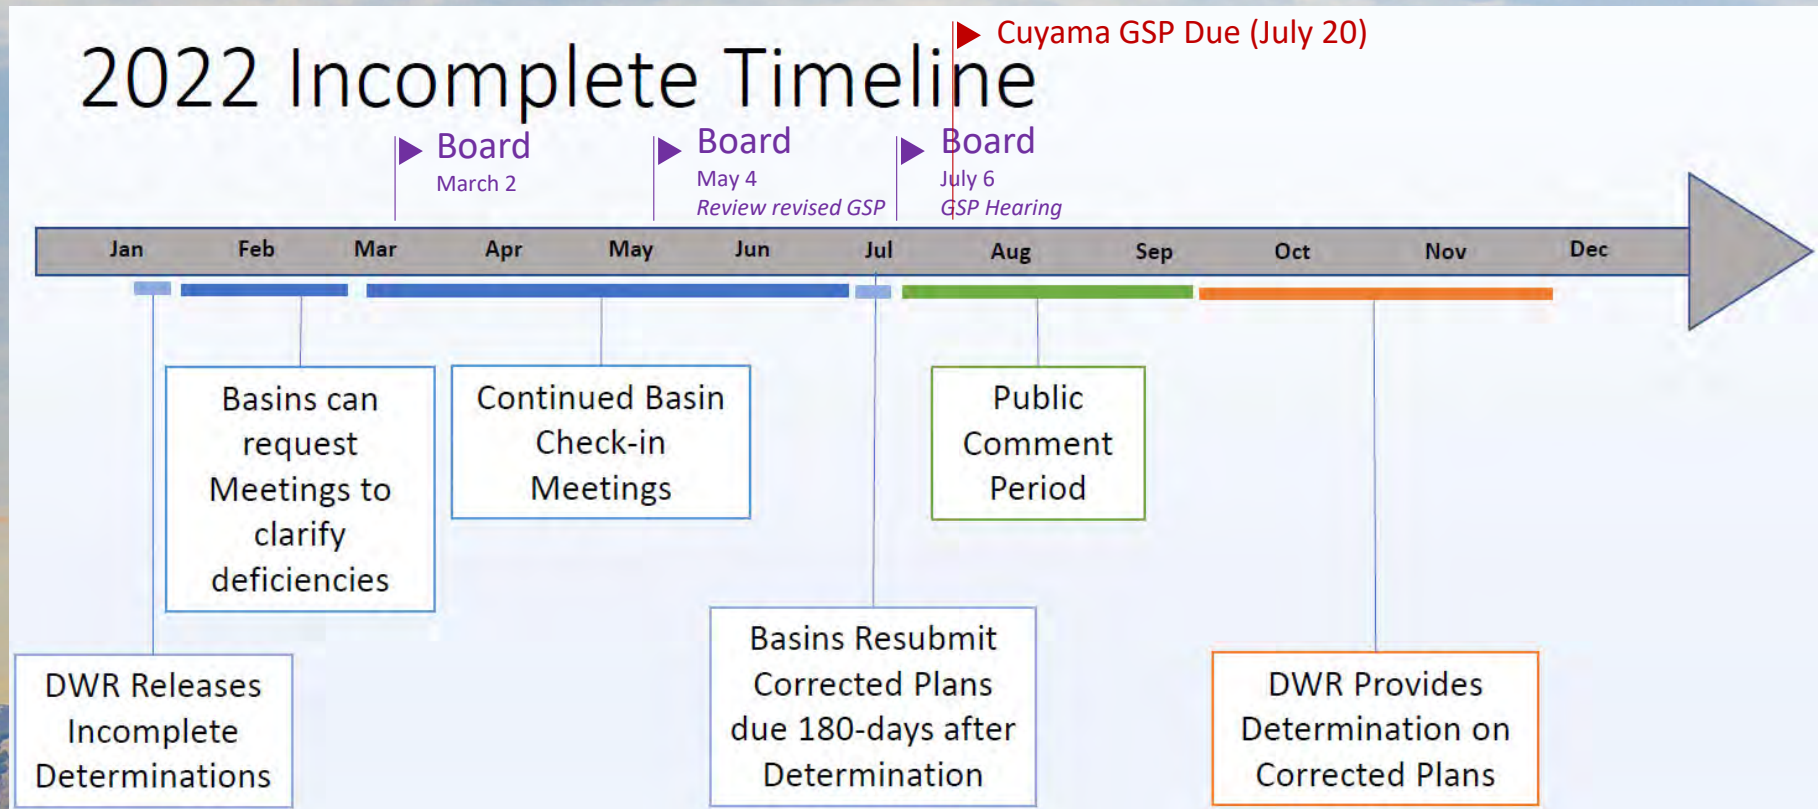 Cuyama GSP Due (July 20)
2022 Incomplete Timeline
Board
March 2
Board
May 4
Review revised GSP
Board
July 6
GSP Hearing
Jan Feb Mar Apr May Jun Jul Aug Sep Oct Nov Dec
Basins can
request
Meetings to
clarify
deficiencies
Continued Basin
Check-in
Meetings
Public
Comment
Period
DWR Releases
Incomplete
Determinations
Basins Resubmit
Corrected Plans
due 180-days after
Determination
DWR Provides
Determination on
Corrected Plans